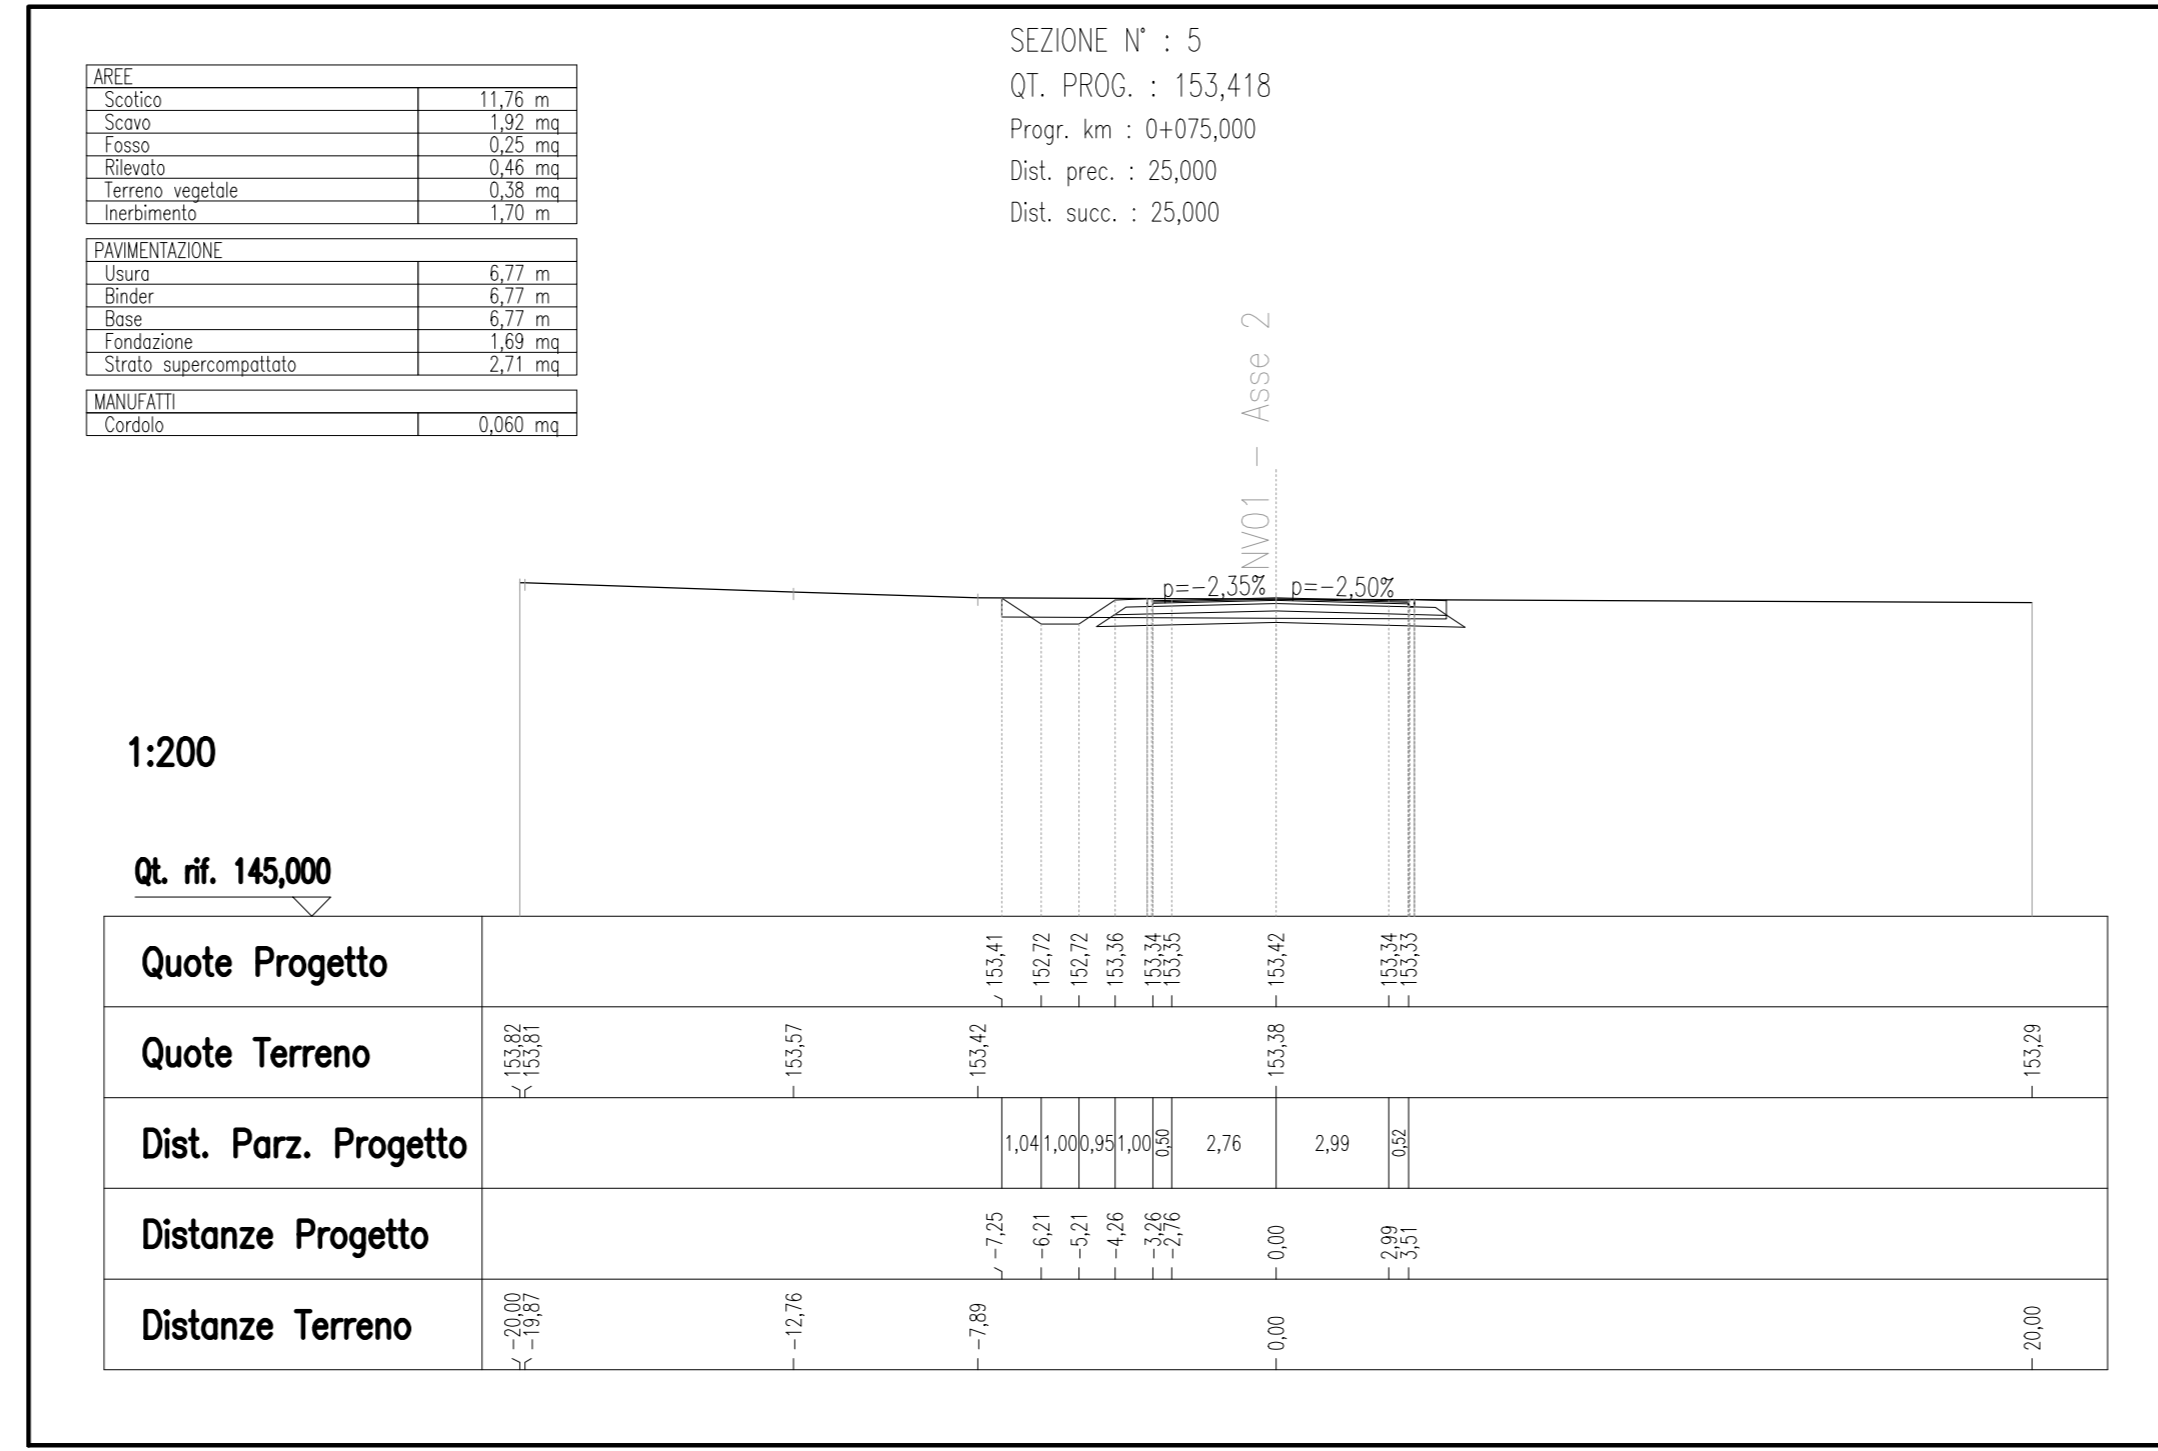 SEZIONE N° : 5
QT. PROG. : 153,418
Progr. km : 0+075,000
Dist. prec. : 25,000
Dist. succ. : 25,000
AREE
Scotico 11,76 m
Scavo 1,92 mq
Fosso 0,25 mq
Rilevato 0,46 mq
Terreno vegetale 0,38 mq
Inerbimento 1,70 m
PAVIMENTAZIONE
Usura 6,77 m
Binder 6,77 m
Base 6,77 m
Fondazione 1,69 mq
Strato supercompattato 2,71 mq
MANUFATTI
Cordolo 0,060 mq
NV01 - Asse 2
p=-2,35% p=-2,50%
1:200
Qt. rif. 145,000
Quote Progetto 153,41 152,72 152,72 153,36 153,34 153,35 153,42 153,34 153,33
Quote Terreno 153,82 153,81 153,57 153,42 153,38 153,29
Dist. Parz. Progetto 1,04 1,00 0,95 1,00 0,50 2,76 2,99 0,52
Distanze Progetto -7,25 -6,21 -5,21 -4,26 -3,26 -2,76 0,00 2,99 3,51
Distanze Terreno -20,00 -19,87 -12,76 -7,89 0,00 20,00